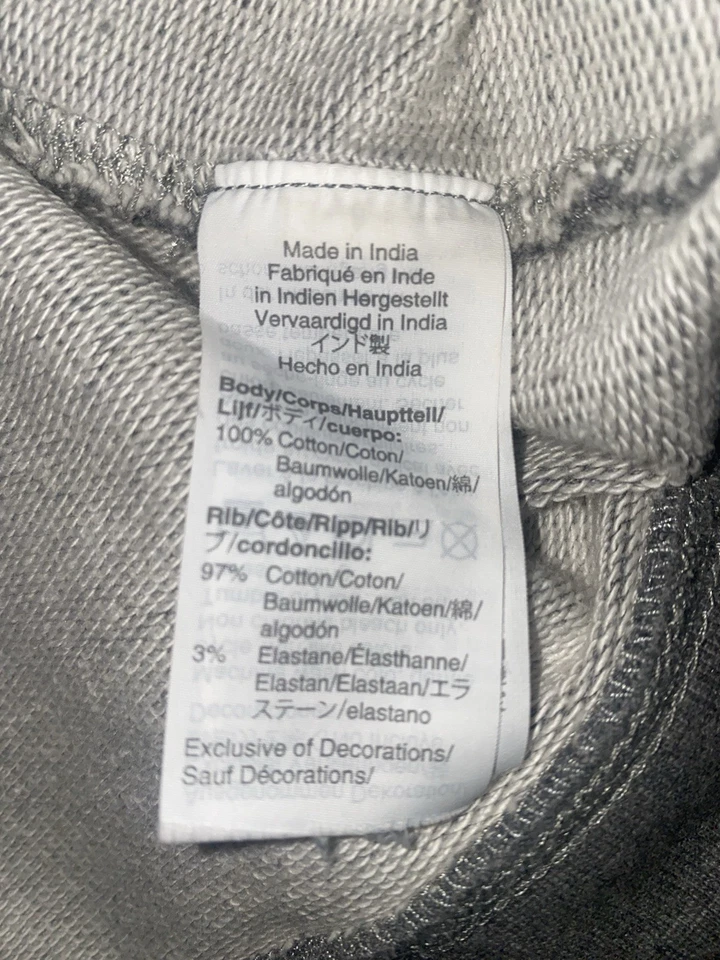 Made in India
Fabriqué en Inde
in Indien Hergestellt
Vervaardigd in India
インド製
Hecho en India
Body/Corps/Hauptteil/
Lijf/ボディ/cuerpo:
100% Cotton/Coton/
Baumwolle/Katoen/綿/
algodón
Rib/Côte/Ripp/Rib/リ
ブ/cordoncillo:
97% Cotton/Coton/
Baumwolle/Katoen/綿/
algodón
3% Elastane/Élasthanne/
Elastan/Elastaan/エラ
ステーン/elastano
Exclusive of Decorations/
Sauf Décorations/